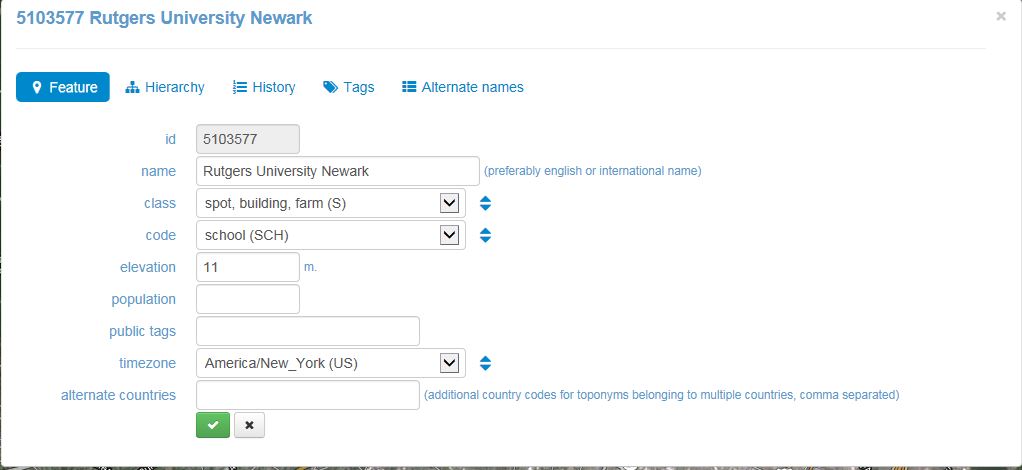 5103577 Rutgers University Newark ×
Feature Hierarchy History Tags Alternate names
id 5103577
name Rutgers University Newark (preferably english or international name)
class spot, building, farm (S)
code school (SCH)
elevation 11 m.
population
public tags
timezone America/New_York (US)
alternate countries (additional country codes for toponyms belonging to multiple countries, comma separated)